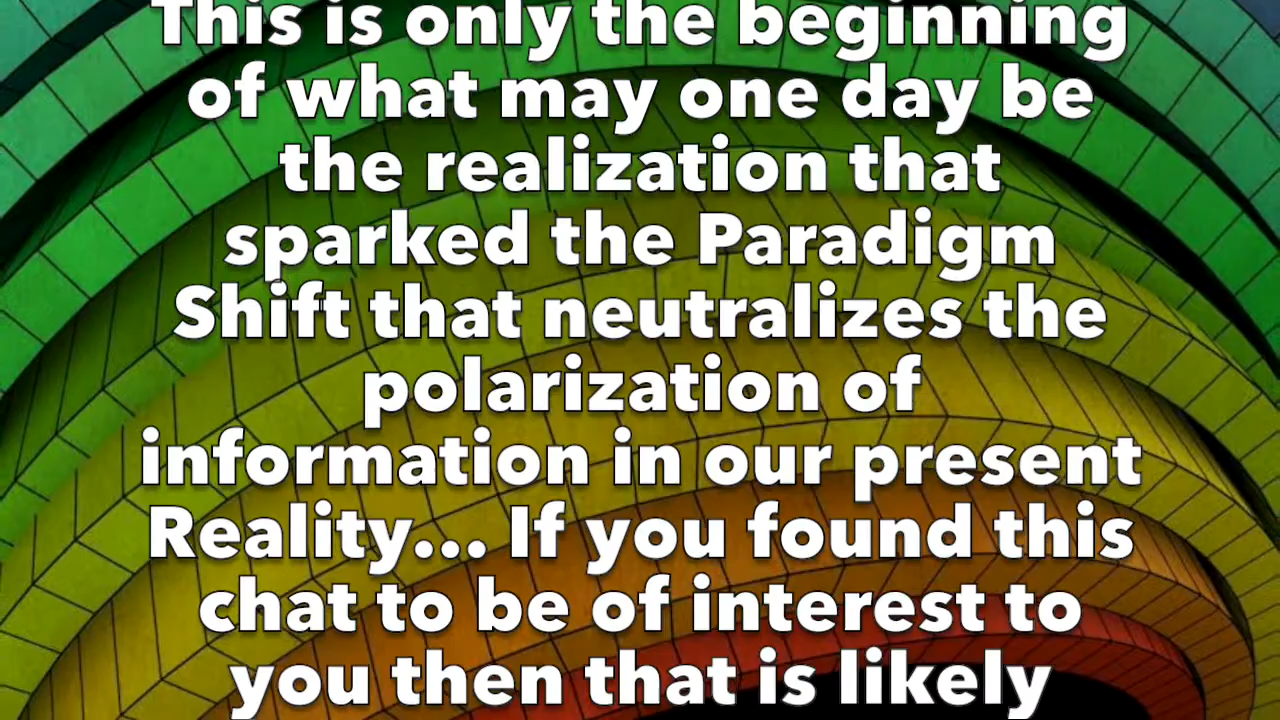 This is only the beginning
of what may one day be
the realization that
sparked the Paradigm
Shift that neutralizes the
polarization of
information in our present
Reality... If you found this
chat to be of interest to
you then that is likely